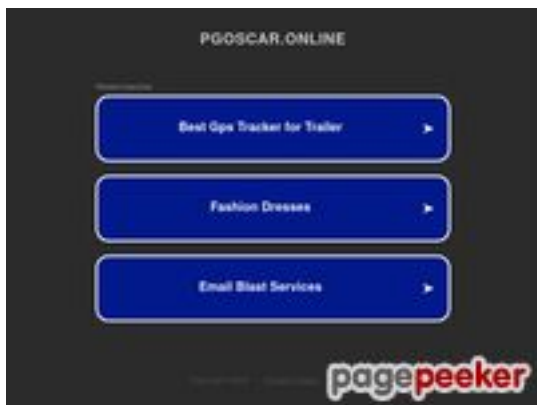 PGOSCAR.ONLINE
Best Gps Tracker for Trailer
Fashion Dresses
Email Blast Services
pagepeeker